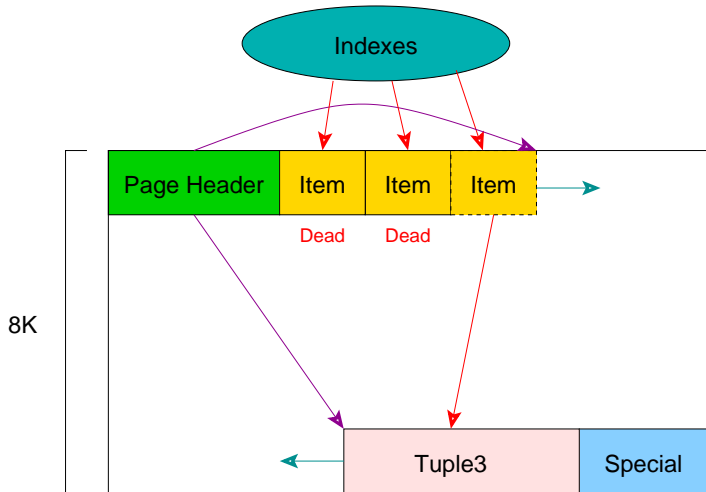 Indexes
Page Header
Item
Item
Item
Dead
Dead
8K
Tuple3
Special